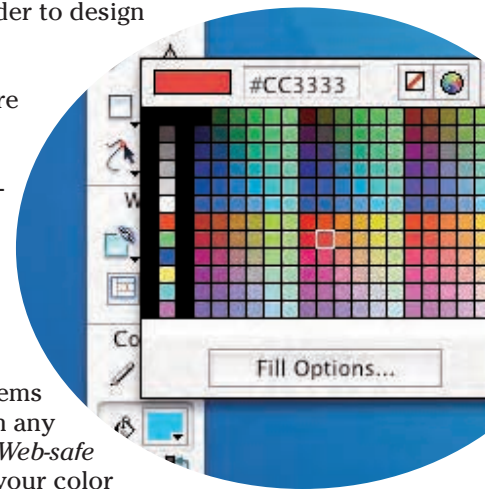 der to design
re
-
#CC3333
W
Co
Fill Options...
ems
n any
Web-safe
your color